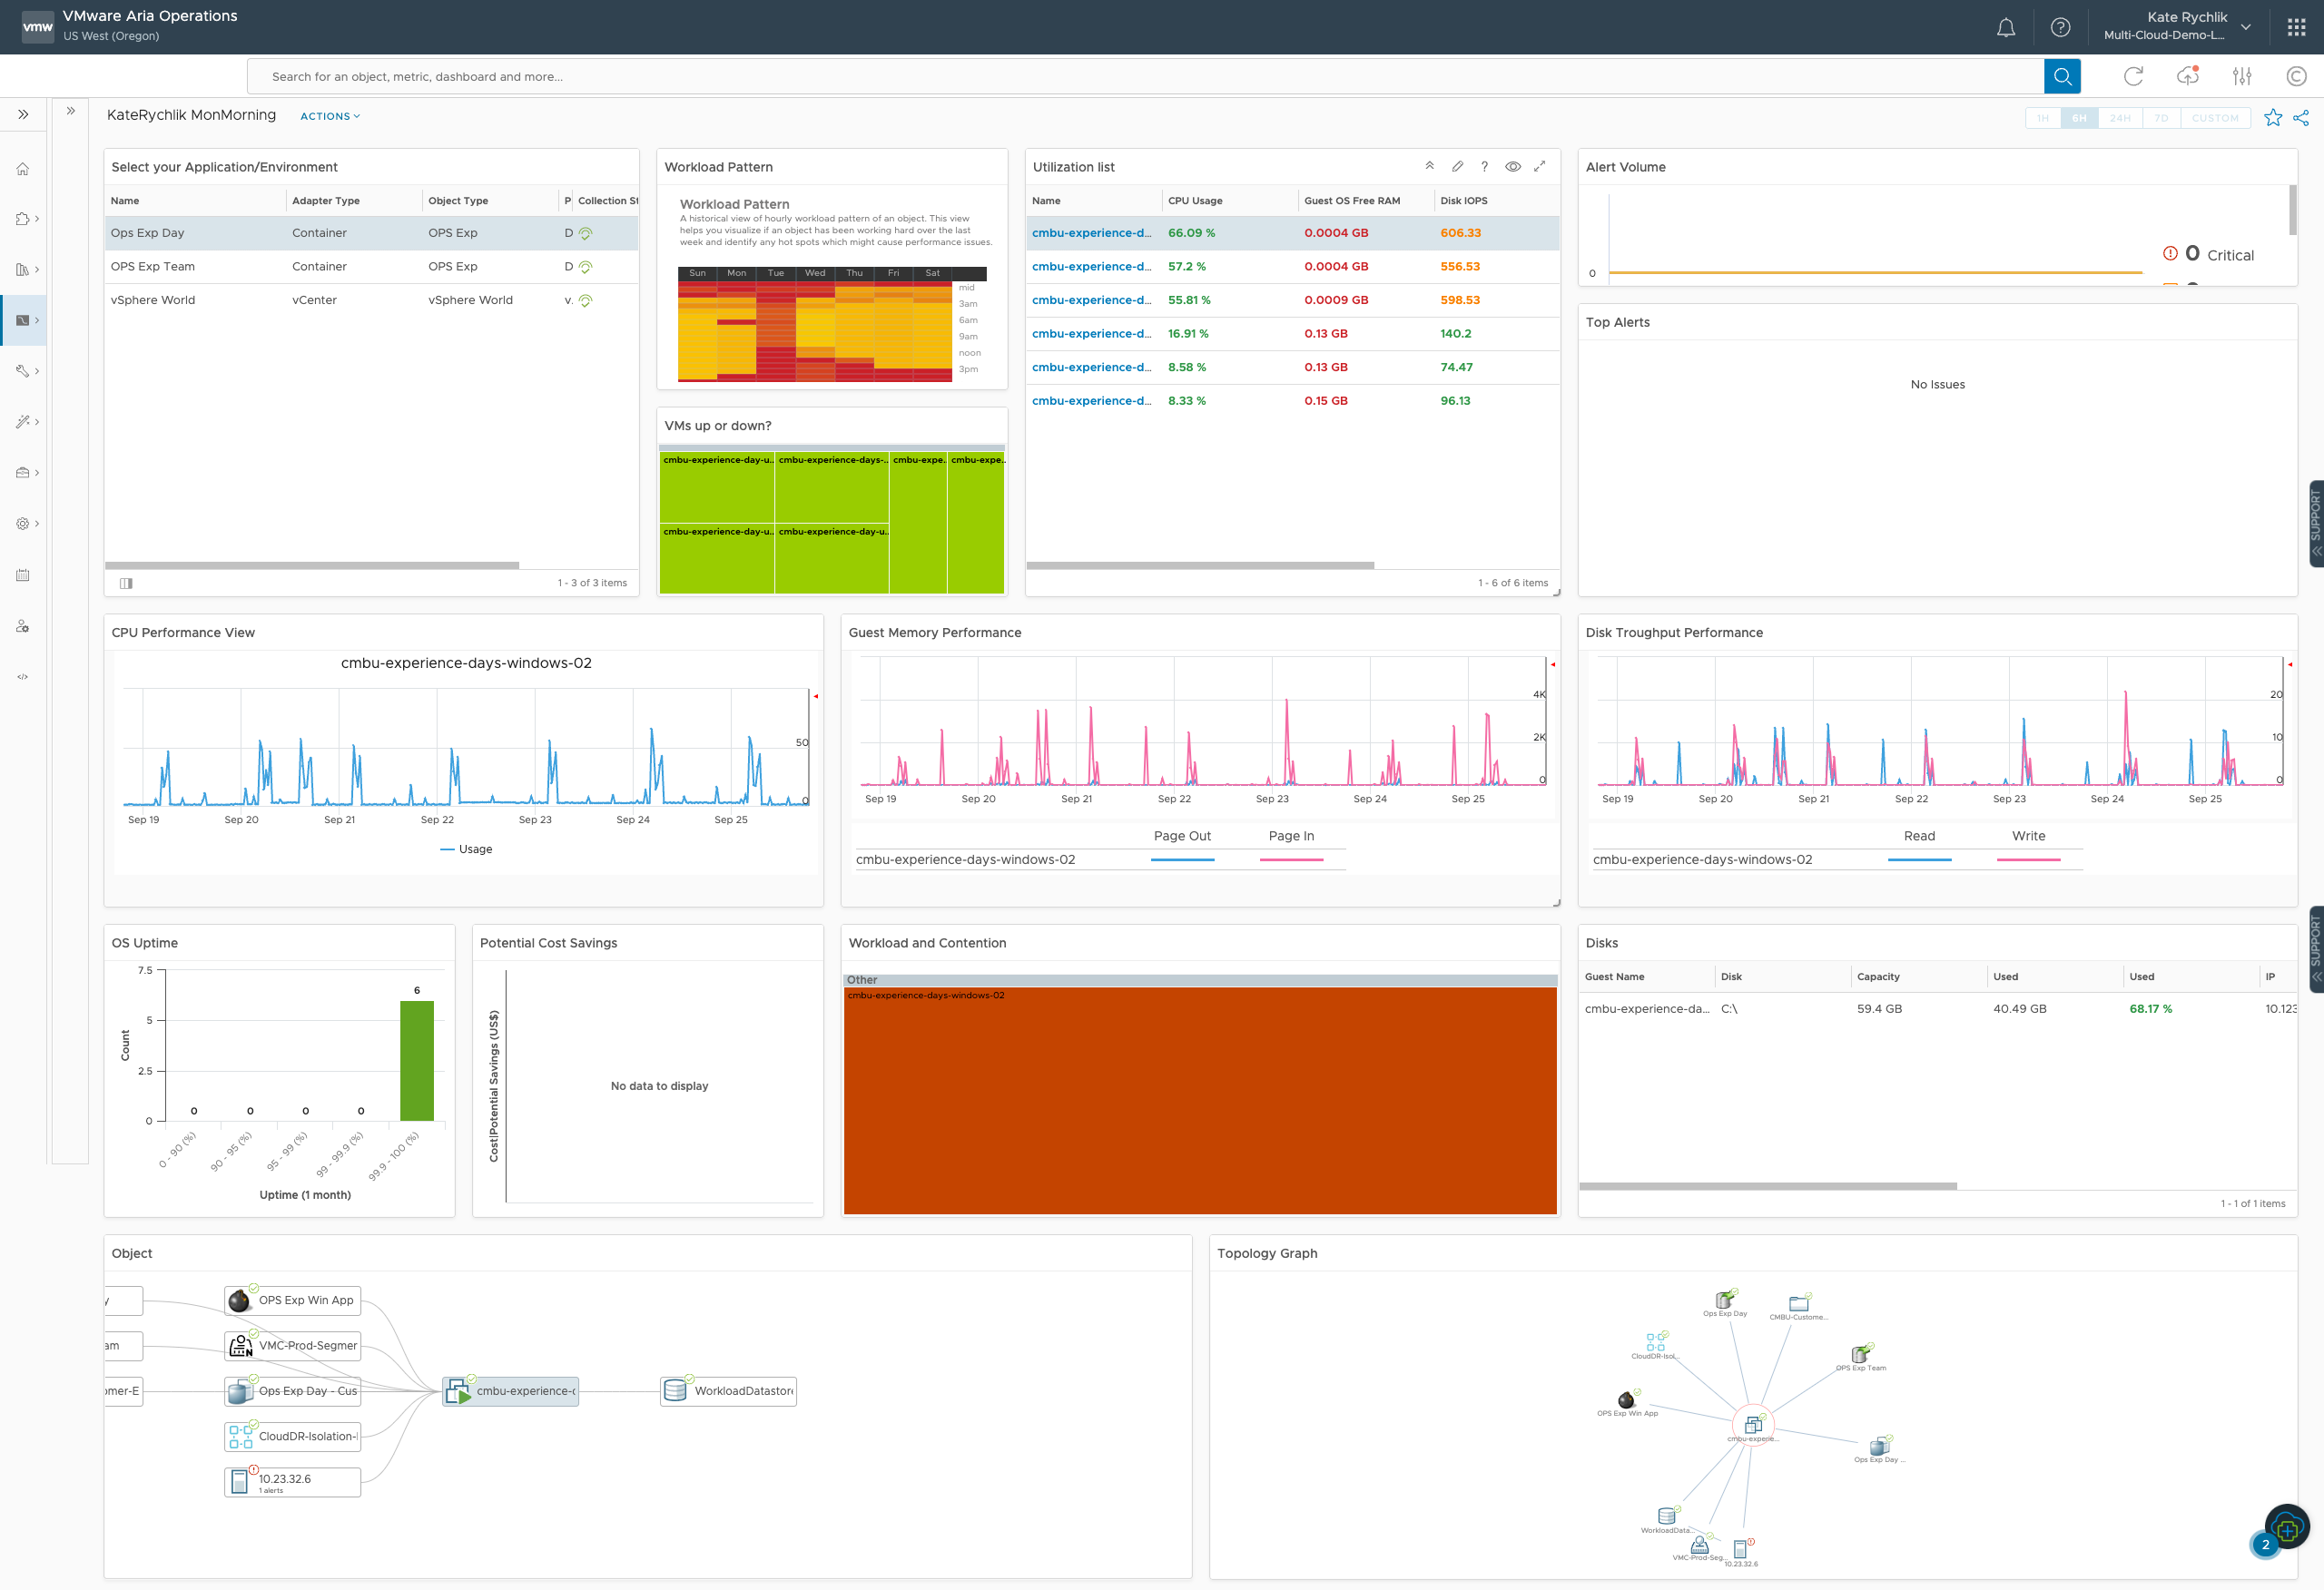 vmw
VMware Aria Operations
US West (Oregon)
Kate Rychlik
Multi-Cloud-Demo-L...
Search for an object, metric, dashboard and more...
KateRychlik MonMorning
ACTIONS
1H 6H 24H 7D CUSTOM
Select your Application/Environment
Name Adapter Type Object Type P Collection St
Ops Exp Day Container OPS Exp D
OPS Exp Team Container OPS Exp D
vSphere World vCenter vSphere World v.
1 - 3 of 3 items
Workload Pattern
Workload Pattern
A historical view of hourly workload pattern of an object. This view
helps you visualize if an object has been working hard over the last
week and identify any hot spots which might cause performance issues.
Sun Mon Tue Wed Thu Fri Sat
mid
3am
6am
9am
noon
3pm
VMs up or down?
cmbu-experience-day-u.. cmbu-experience-days-.. cmbu-expe.. cmbu-expe..
cmbu-experience-day-u.. cmbu-experience-day-u..
Utilization list
Name CPU Usage Guest OS Free RAM Disk IOPS
cmbu-experience-d... 66.09 % 0.0004 GB 606.33
cmbu-experience-d... 57.2 % 0.0004 GB 556.53
cmbu-experience-d... 55.81 % 0.0009 GB 598.53
cmbu-experience-d... 16.91 % 0.13 GB 140.2
cmbu-experience-d... 8.58 % 0.13 GB 74.47
cmbu-experience-d... 8.33 % 0.15 GB 96.13
1 - 6 of 6 items
Alert Volume
0
0 Critical
Top Alerts
No Issues
SUPPORT
CPU Performance View
cmbu-experience-days-windows-02
50
0
Sep 19 Sep 20 Sep 21 Sep 22 Sep 23 Sep 24 Sep 25
Usage
Guest Memory Performance
4K
2K
0
Sep 19 Sep 20 Sep 21 Sep 22 Sep 23 Sep 24 Sep 25
Page Out Page In
cmbu-experience-days-windows-02
Disk Troughput Performance
20
10
0
Sep 19 Sep 20 Sep 21 Sep 22 Sep 23 Sep 24 Sep 25
Read Write
cmbu-experience-days-windows-02
SUPPORT
OS Uptime
7.5
5
2.5
0
Count
0 0 0 0 6
0 - 90 (%) 90 - 95 (%) 95 - 99 (%) 99 - 99.9 (%) 99.9 - 100 (%)
Uptime (1 month)
Potential Cost Savings
Cost|Potential Savings (US$)
No data to display
Workload and Contention
Other
cmbu-experience-days-windows-02
Disks
Guest Name Disk Capacity Used Used IP
cmbu-experience-da... C:\ 59.4 GB 40.49 GB 68.17 % 10.123
1 - 1 of 1 items
Object
y
OPS Exp Win App
am
VMC-Prod-Segmer
omer-E
Ops Exp Day - Cus
cmbu-experience-c
WorkloadDatastore
CloudDR-Isolation-
10.23.32.6
1 alerts
Topology Graph
Ops Exp Day
CMBU-Custome...
CloudDR-Isol...
OPS Exp Team
OPS Exp Win App
cmbu-experie...
Ops Exp Day ...
WorkloadData...
VMC-Prod-Seg...
10.23.32.6
2